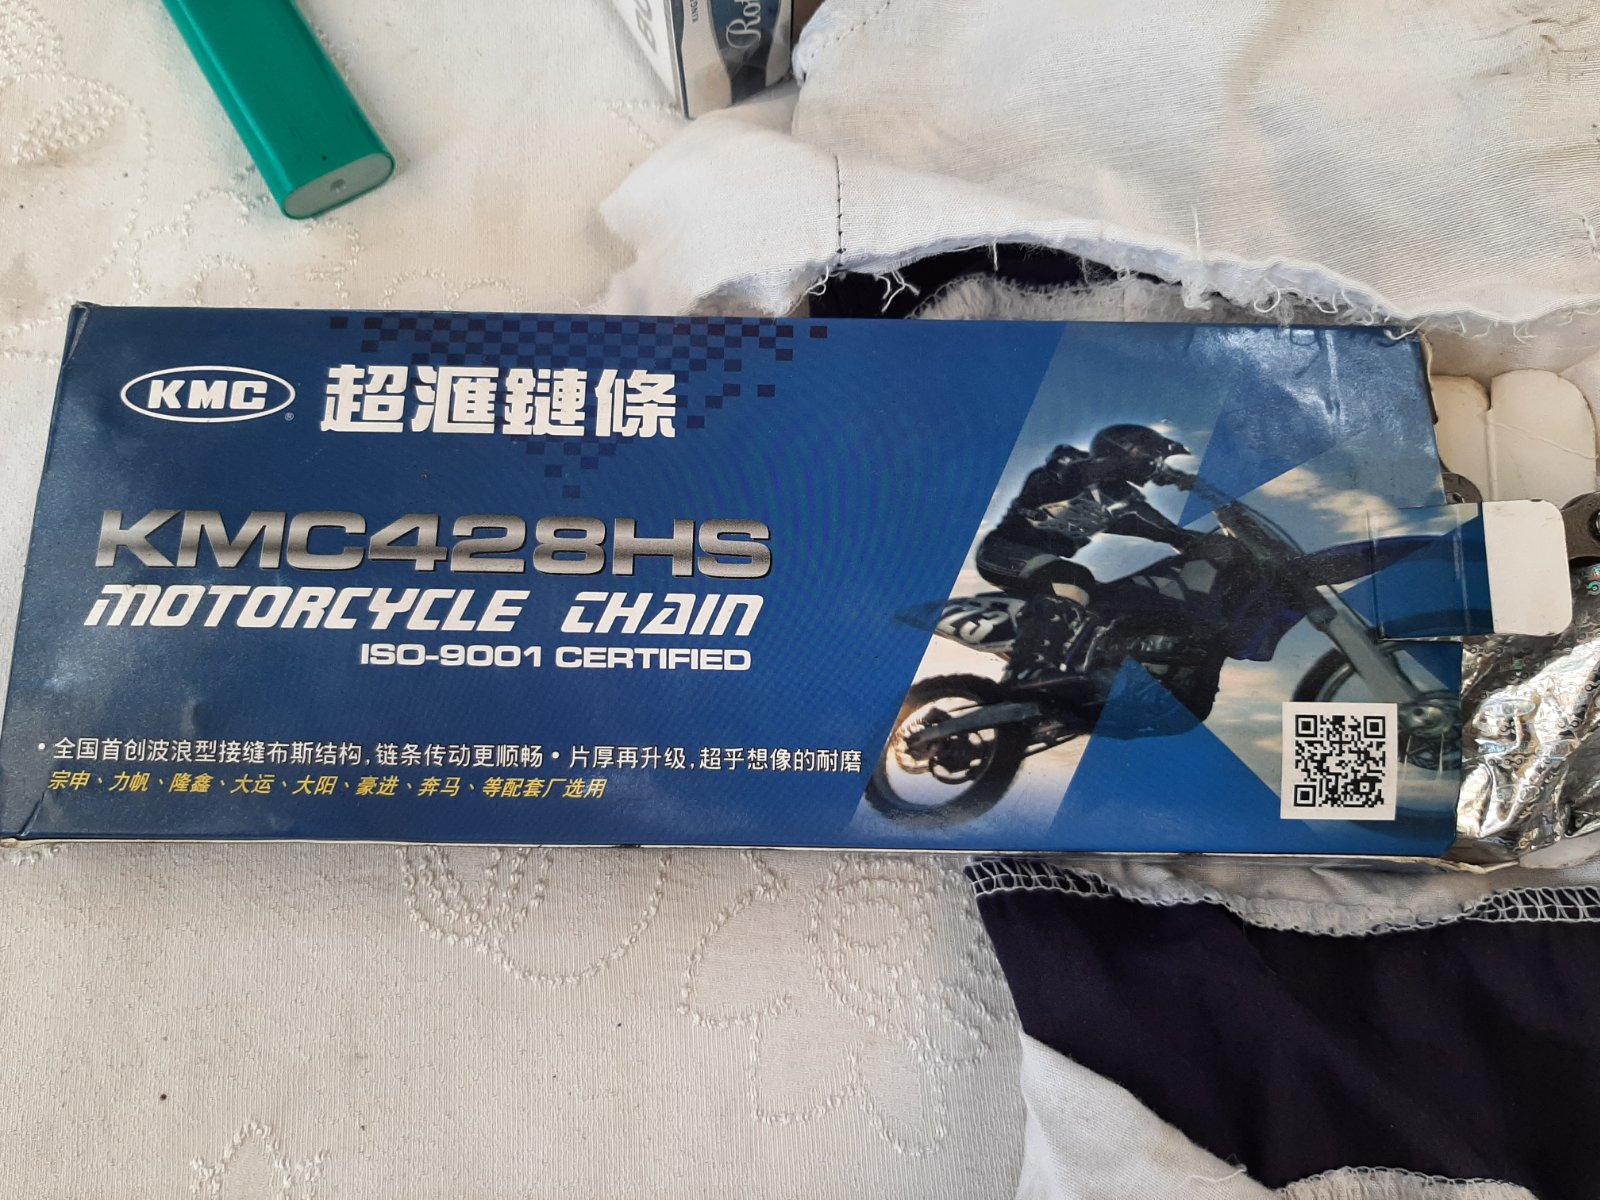 KMC® 超滙鏈條
KMC428HS
MOTORCYCLE CHAIN
ISO-9001 CERTIFIED
• 全国首创波浪型接缝布斯结构,链条传动更顺畅 • 片厚再升级,超乎想像的耐磨
宗申、力帆、隆鑫、大运、大阳、豪进、奔马、等配套厂选用